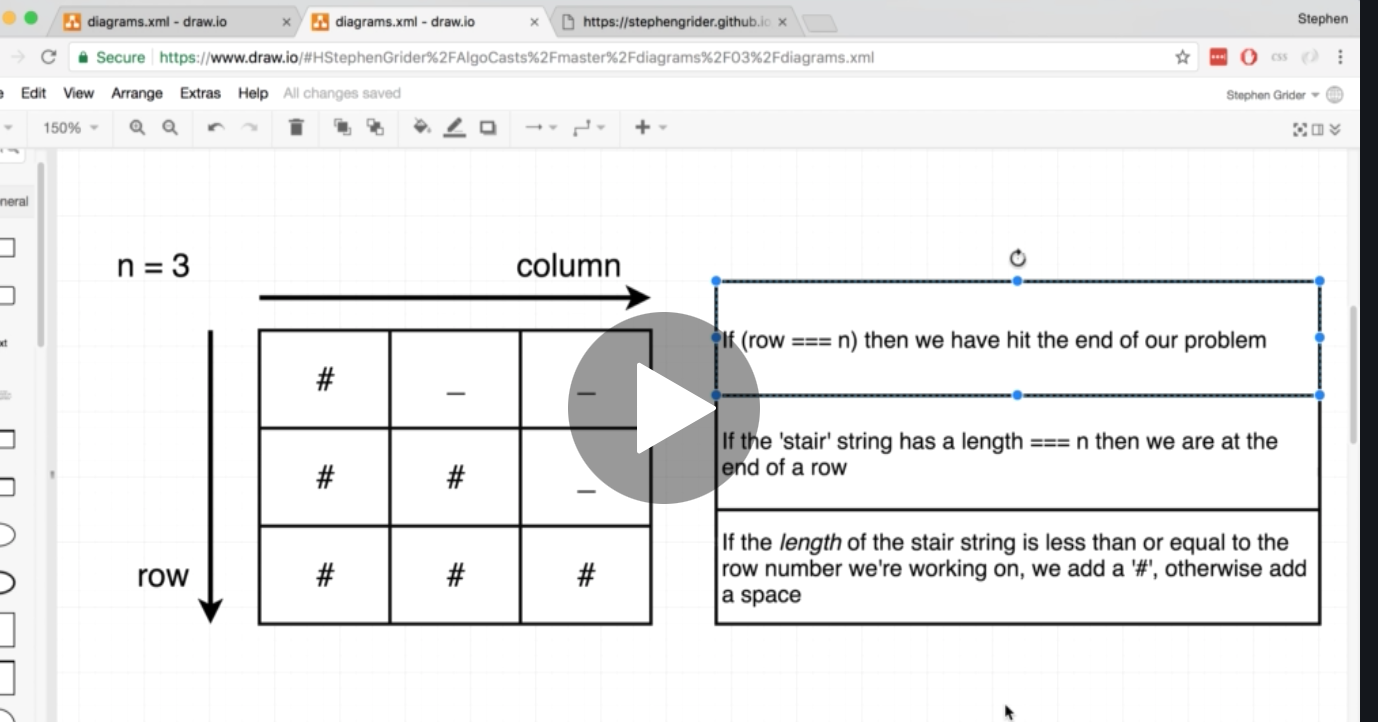 diagrams.xml - draw.io
diagrams.xml - draw.io
https://stephengrider.github.io
Stephen
Secure
https://www.draw.io/#HStephenGrider%2FAlgoCasts%2Fmaster%2Fdiagrams%2F03%2Fdiagrams.xml
css
Edit View Arrange Extras Help All changes saved
Stephen Grider
150%
neral
xt
n = 3
column
row
# _ _
# # _
# # #
If (row === n) then we have hit the end of our problem
If the 'stair' string has a length === n then we are at the
end of a row
If the length of the stair string is less than or equal to the
row number we're working on, we add a '#', otherwise add
a space